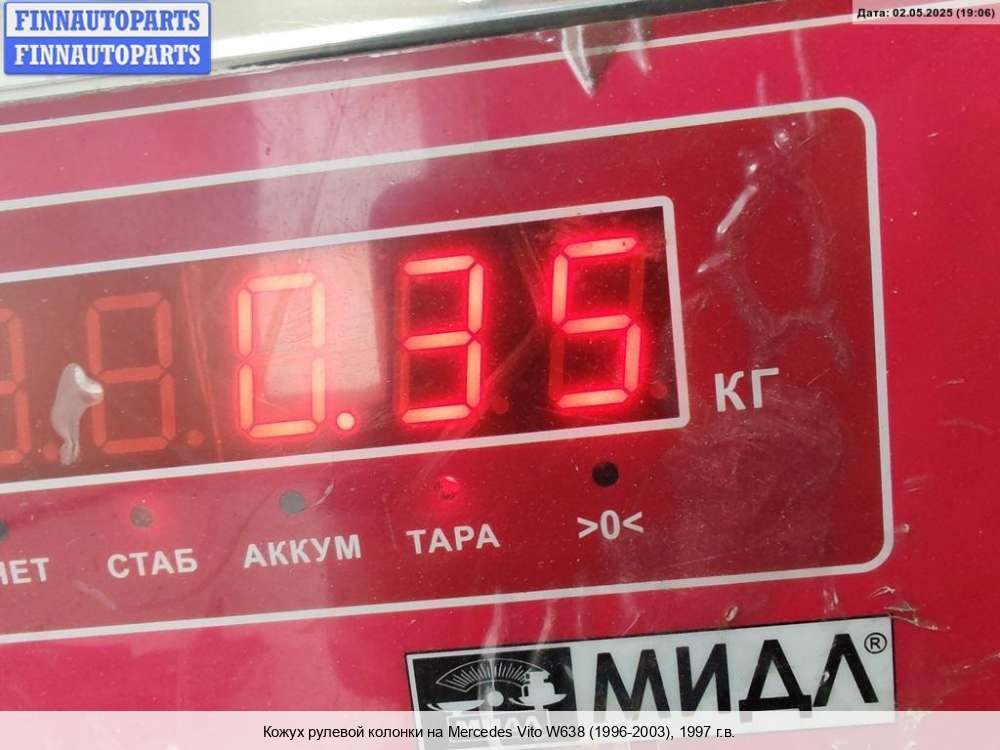 FINNAUTOPARTS
FINNAUTOPARTS
Дата: 02.05.2025 (19:06)
0.35
КГ
СТАБ
АККУМ
ТАРА
>0<
МИДЛ®
МИДЛ
Кожух рулевой колонки на Mercedes Vito W638 (1996-2003), 1997 г.в.